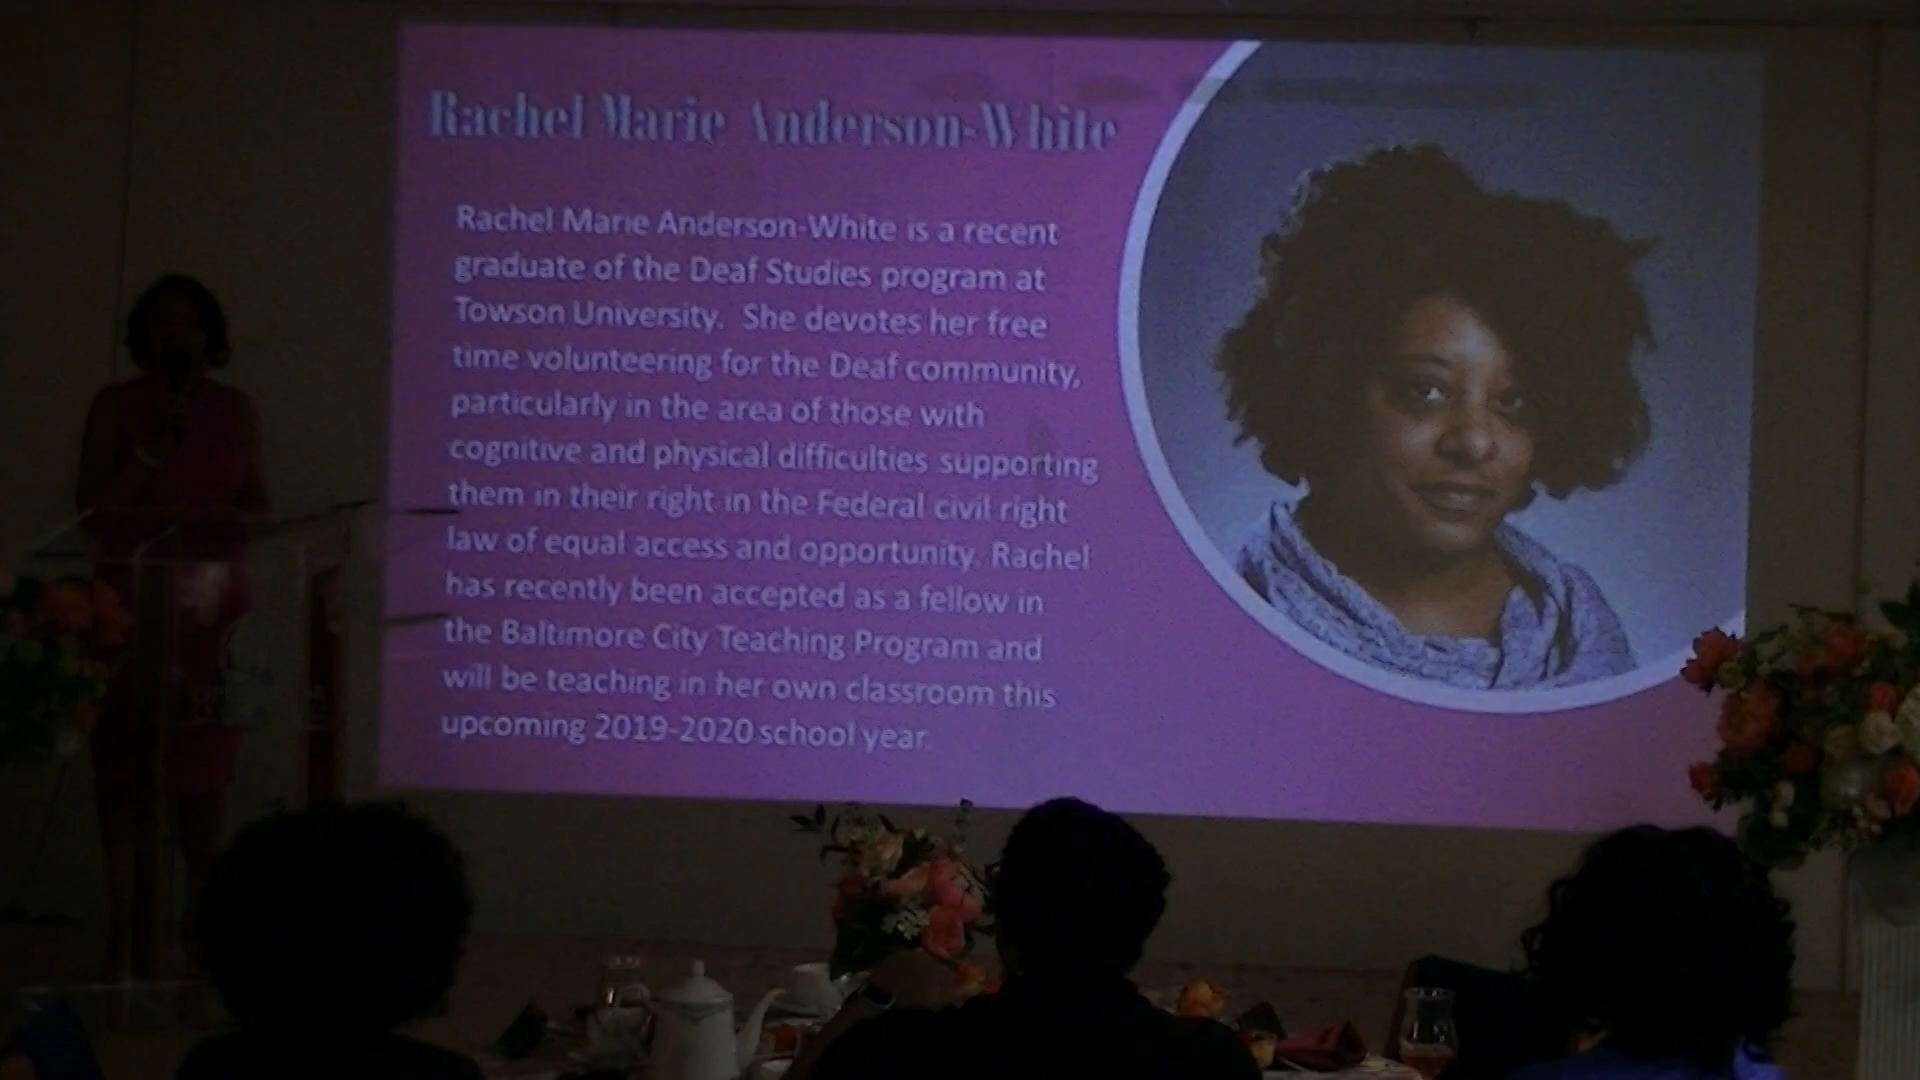 Rachel Marie Anderson-White
Rachel Marie Anderson-White is a recent
graduate of the Deaf Studies program at
Towson University. She devotes her free
time volunteering for the Deaf community,
particularly in the area of those with
cognitive and physical difficulties supporting
them in their right in the Federal civil right
law of equal access and opportunity. Rachel
has recently been accepted as a fellow in
the Baltimore City Teaching Program and
will be teaching in her own classroom this
upcoming 2019-2020 school year.